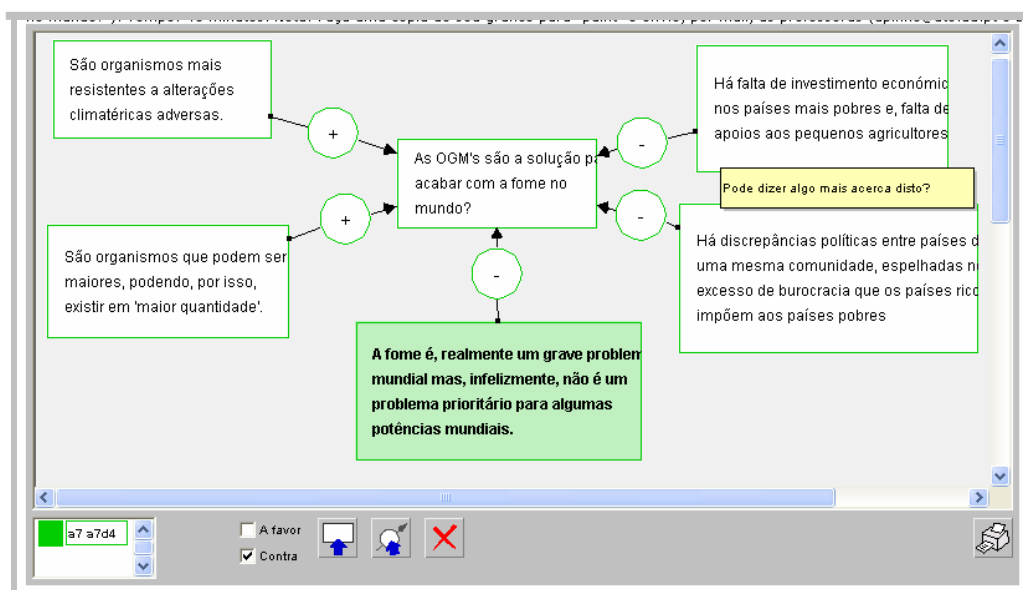 São organismos mais
resistentes a alterações
climatéricas adversas.
+
As OGM's são a solução pa
acabar com a fome no
mundo?
-
Há falta de investimento económic
nos países mais pobres e, falta de
apoios aos pequenos agricultores
Pode dizer algo mais acerca disto?
+
São organismos que podem ser
maiores, podendo, por isso,
existir em 'maior quantidade'.
-
Há discrepâncias políticas entre países d
uma mesma comunidade, espelhadas n
excesso de burocracia que os países ric
impõem aos países pobres
-
A fome é, realmente um grave problem
mundial mas, infelizmente, não é um
problema prioritário para algumas
potências mundiais.
a7 a7d4
A favor
Contra